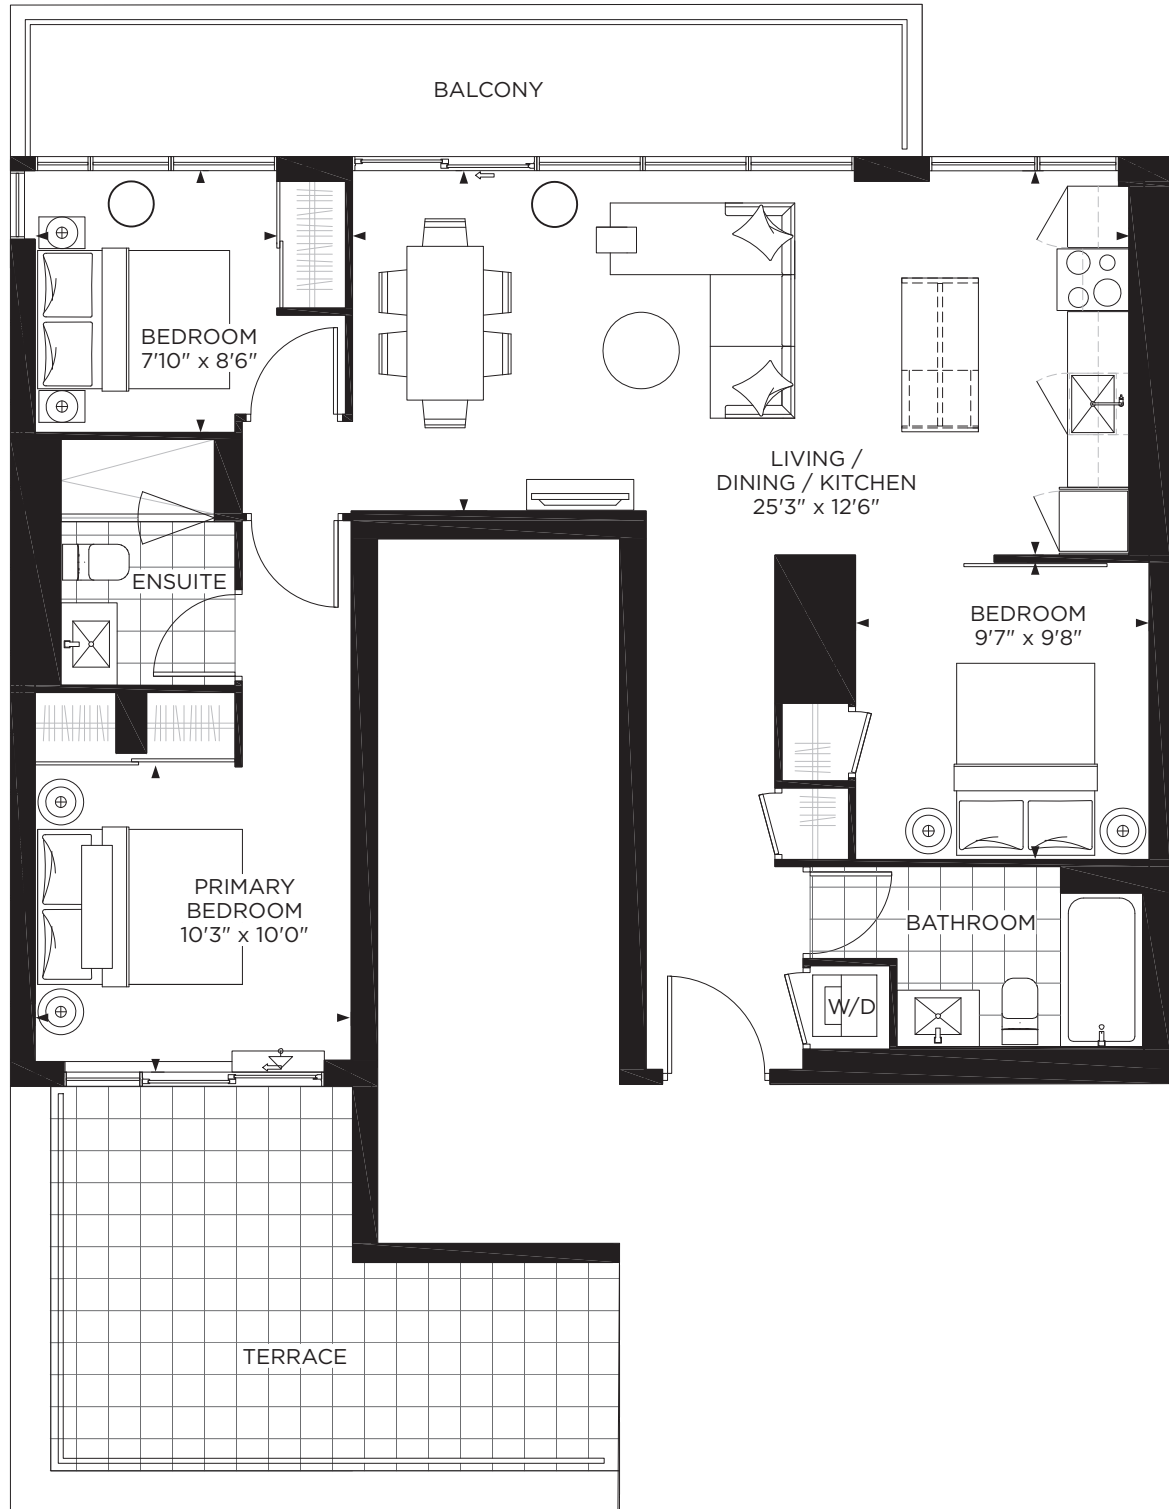 BALCONY
BEDROOM
7'10" x 8'6"
LIVING /
DINING / KITCHEN
25'3" x 12'6"
ENSUITE
BEDROOM
9'7" x 9'8"
PRIMARY
BEDROOM
10'3" x 10'0"
BATHROOM
W/D
TERRACE